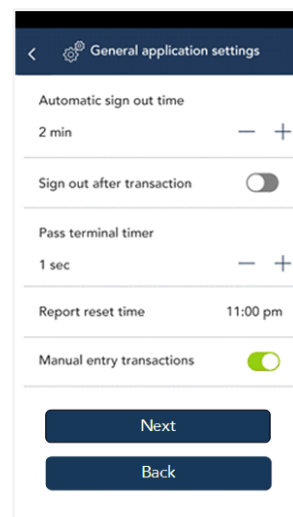 General application settings
Automatic sign out time
2 min
Sign out after transaction
Pass terminal timer
1 sec
Report reset time 11:00 pm
Manual entry transactions
Next
Back